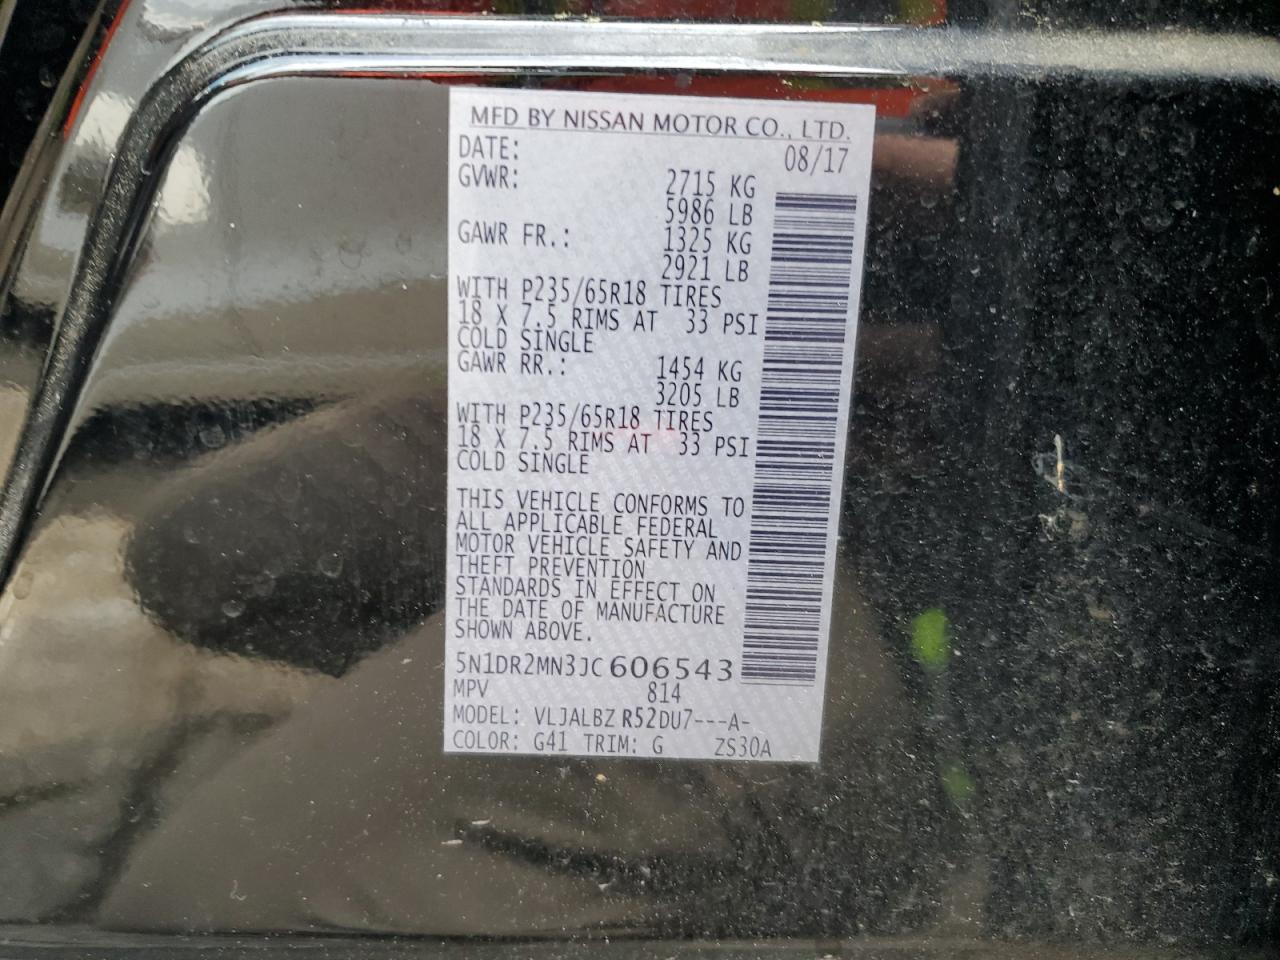 MFD BY NISSAN MOTOR CO., LTD.
DATE: 08/17
GVWR: 2715 KG
5986 LB
GAWR FR.: 1325 KG
2921 LB
WITH P235/65R18 TIRES
18 X 7.5 RIMS AT 33 PSI
COLD SINGLE
GAWR RR.: 1454 KG
3205 LB
WITH P235/65R18 TIRES
18 X 7.5 RIMS AT 33 PSI
COLD SINGLE
THIS VEHICLE CONFORMS TO
ALL APPLICABLE FEDERAL
MOTOR VEHICLE SAFETY AND
THEFT PREVENTION
STANDARDS IN EFFECT ON
THE DATE OF MANUFACTURE
SHOWN ABOVE.
5N1DR2MN3JC606543
MPV 814
MODEL: VLJALBZ R52DU7---A-
COLOR: G41 TRIM: G ZS30A